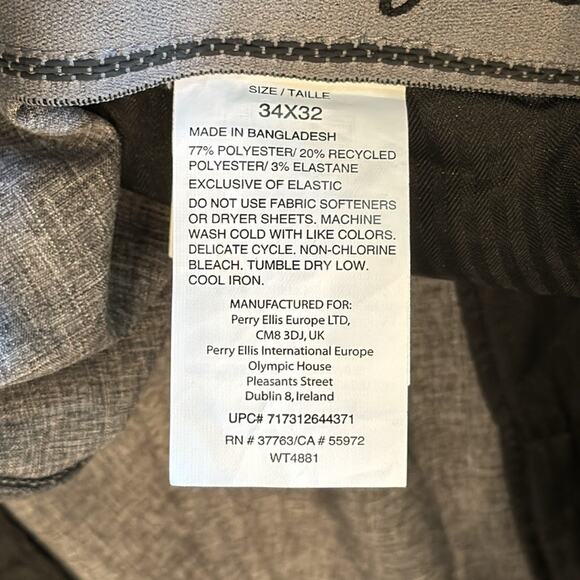 SIZE / TAILLE
34X32
MADE IN BANGLADESH
77% POLYESTER/ 20% RECYCLED
POLYESTER/ 3% ELASTANE
EXCLUSIVE OF ELASTIC
DO NOT USE FABRIC SOFTENERS
OR DRYER SHEETS. MACHINE
WASH COLD WITH LIKE COLORS.
DELICATE CYCLE. NON-CHLORINE
BLEACH. TUMBLE DRY LOW.
COOL IRON.
MANUFACTURED FOR:
Perry Ellis Europe LTD,
CM8 3DJ, UK
Perry Ellis International Europe
Olympic House
Pleasants Street
Dublin 8, Ireland
UPC# 717312644371
RN # 37763/CA # 55972
WT4881